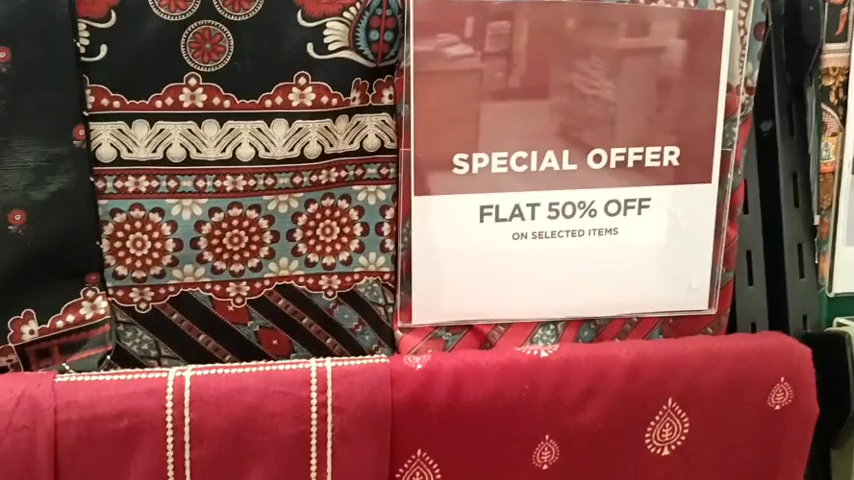 SPECIAL OFFER
FLAT 50% OFF
ON SELECTED ITEMS